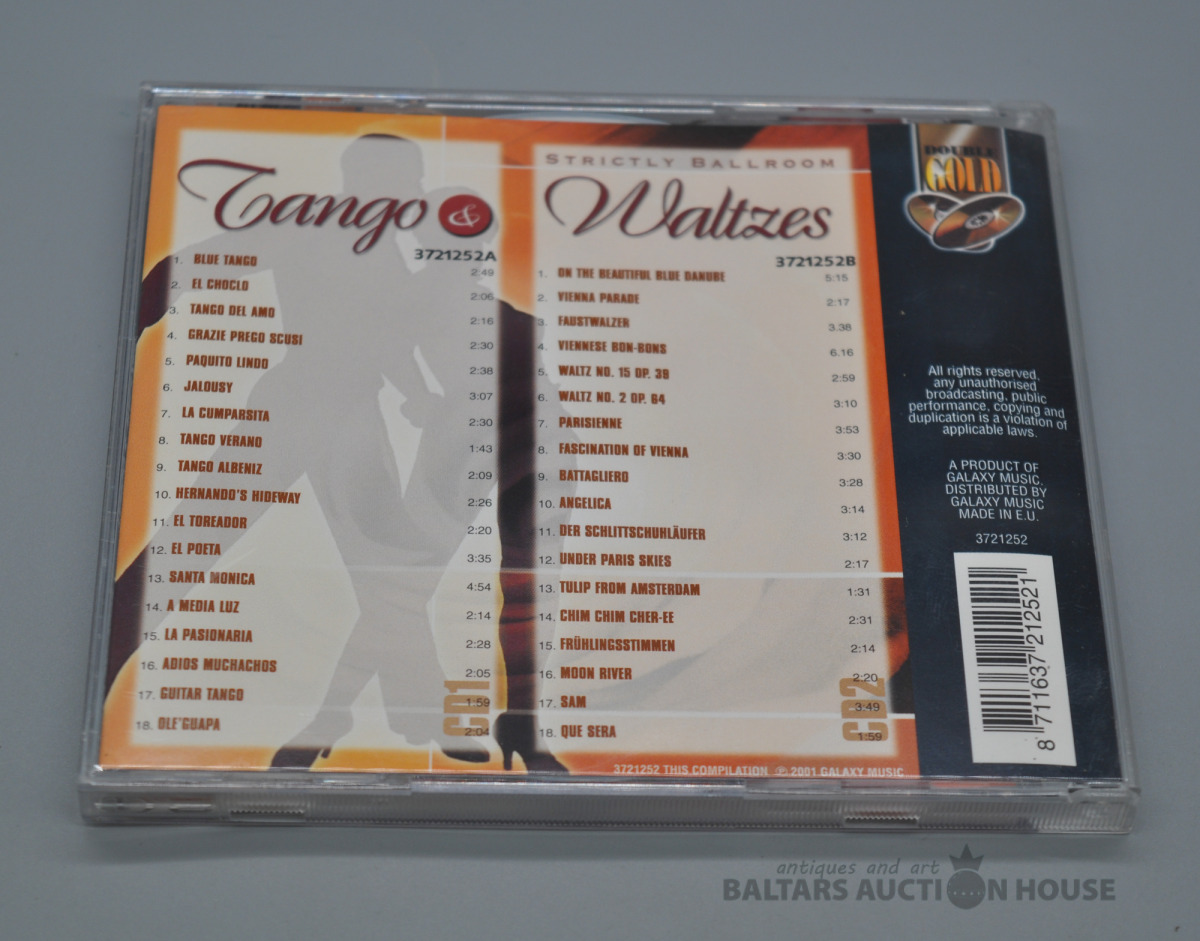 STRICTLY BALLROOM
Tango & Waltzes
3721252A
1. BLUE TANGO 2:49
2. EL CHOCLO 2:06
3. TANGO DEL AMO 2:16
4. GRAZIE PREGO SCUSI 2:30
5. PAQUITO LINDO 2:38
6. JALOUSY 3:07
7. LA CUMPARSITA 2:30
8. TANGO VERANO 1:43
9. TANGO ALBENIZ 2:09
10. HERNANDO'S HIDEWAY 2:26
11. EL TOREADOR 2:20
12. EL POETA 3:35
13. SANTA MONICA 4:54
14. A MEDIA LUZ 2:14
15. LA PASIONARIA 2:28
16. ADIOS MUCHACHOS 2:05
17. GUITAR TANGO 1:59
18. OLE'GUAPA 2:04
CD1
3721252B
1. ON THE BEAUTIFUL BLUE DANUBE 5:15
2. VIENNA PARADE 2:17
3. FAUSTWALZER 3.38
4. VIENNESE BON-BONS 6.16
5. WALTZ NO. 15 OP. 39 2:59
6. WALTZ NO. 2 OP. 64 3:10
7. PARISIENNE 3:53
8. FASCINATION OF VIENNA 3:30
9. BATTAGLIERO 3:28
10. ANGELICA 3:14
11. DER SCHLITTSCHUHLÄUFER 3:12
12. UNDER PARIS SKIES 2:17
13. TULIP FROM AMSTERDAM 1:31
14. CHIM CHIM CHER-EE 2:31
15. FRÜHLINGSSTIMMEN 2:14
16. MOON RIVER 2:20
17. SAM 3:49
18. QUE SERA 1:59
CD2
3721252 THIS COMPILATION ℗ 2001 GALAXY MUSIC
DOUBLE
GOLD
All rights reserved,
any unauthorised
broadcasting, public
performance, copying and
duplication is a violation of
applicable laws.
A PRODUCT OF
GALAXY MUSIC.
DISTRIBUTED BY
GALAXY MUSIC
MADE IN E.U.
3721252
8 711637 212521
antiques and art
BALTARS AUCTION HOUSE